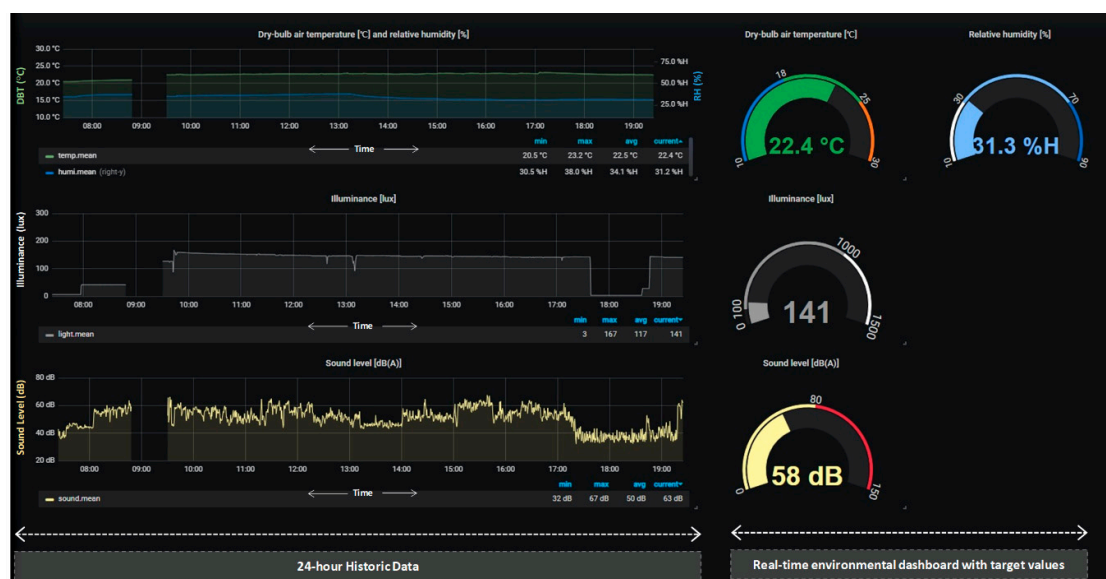 Dry-bulb air temperature [℃] and relative humidity [%]
30.0 °C
25.0 °C
20.0 °C
15.0 °C
10.0 °C
DBT (°C)
75.0 %H
50.0 %H
25.0 %H
RH (%)
08:00 09:00 10:00 11:00 12:00 13:00 14:00 15:00 16:00 17:00 18:00 19:00
Time
min max avg current
temp.mean 20.5 °C 23.2 °C 22.5 °C 22.4 °C
humi.mean (right-y) 30.5 %H 38.0 %H 34.1 %H 31.2 %H
Dry-bulb air temperature [℃]
10 18 25 30
22.4 °C
Relative humidity [%]
10 30 70 90
31.3 %H
Illuminance [lux]
Illuminance (lux)
300
200
100
0
08:00 09:00 10:00 11:00 12:00 13:00 14:00 15:00 16:00 17:00 18:00 19:00
Time
min max avg current
light.mean 3 167 117 141
Illuminance [lux]
0 100 1000 1500
141
Sound level [dB(A)]
Sound Level (dB)
80 dB
60 dB
40 dB
20 dB
08:00 09:00 10:00 11:00 12:00 13:00 14:00 15:00 16:00 17:00 18:00 19:00
Time
min max avg current
sound.mean 32 dB 67 dB 50 dB 63 dB
Sound level [dB(A)]
0 80 150
58 dB
24-hour Historic Data
Real-time environmental dashboard with target values